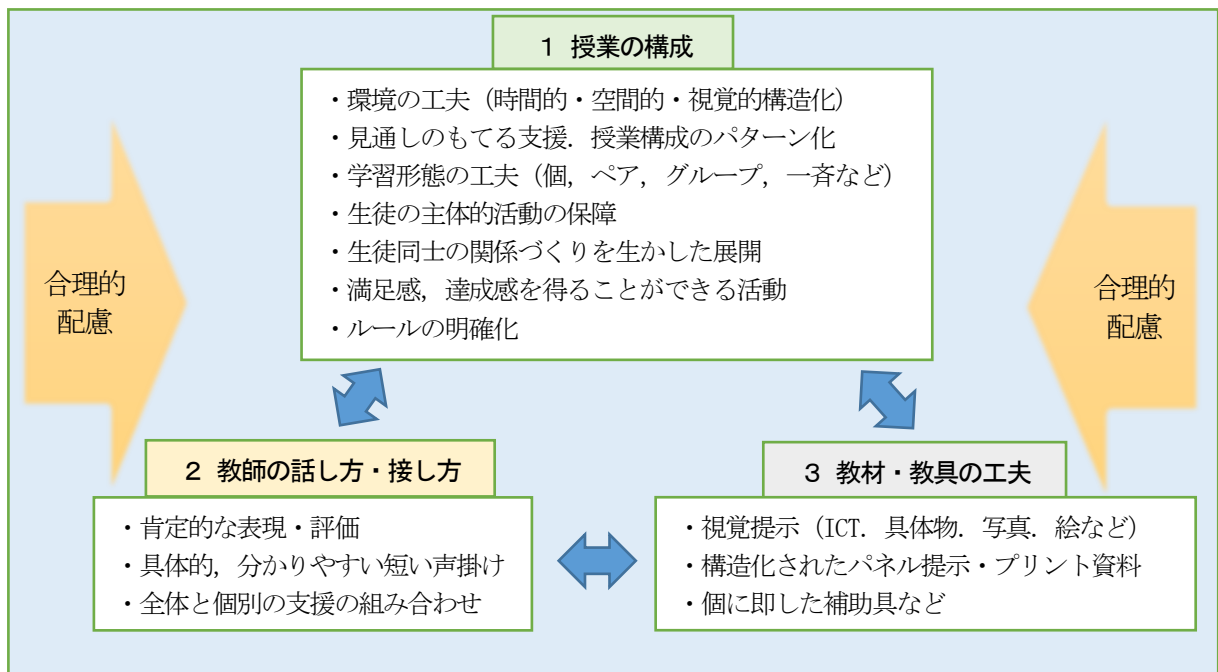 1 授業の構成
・環境の工夫（時間的・空間的・視覚的構造化）
・見通しのもてる支援．授業構成のパターン化
・学習形態の工夫（個，ペア，グループ，一斉など）
・生徒の主体的活動の保障
・生徒同士の関係づくりを生かした展開
・満足感，達成感を得ることができる活動
・ルールの明確化
合理的
配慮
合理的
配慮
2 教師の話し方・接し方
・肯定的な表現・評価
・具体的，分かりやすい短い声掛け
・全体と個別の支援の組み合わせ
3 教材・教具の工夫
・視覚提示（ICT．具体物．写真．絵など）
・構造化されたパネル提示・プリント資料
・個に即した補助具など